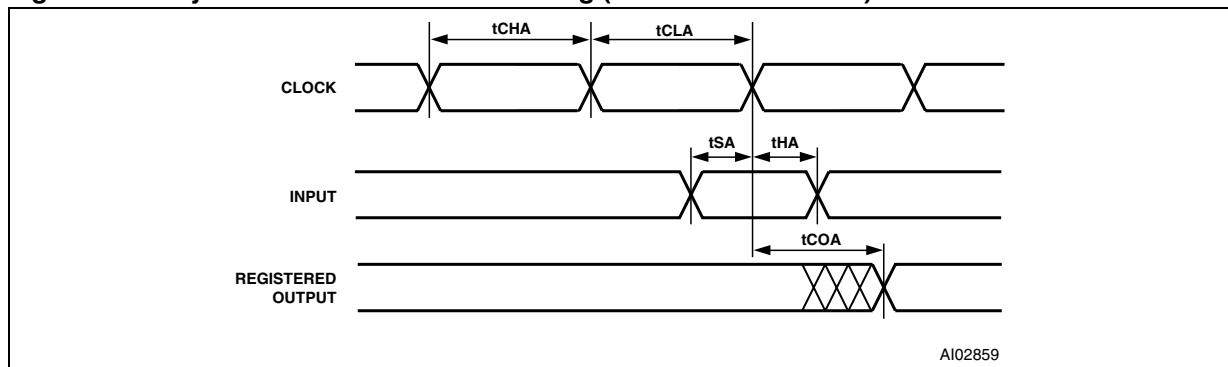 tCHA
tCLA
CLOCK
tSA
tHA
INPUT
tCOA
REGISTERED
OUTPUT
AI02859